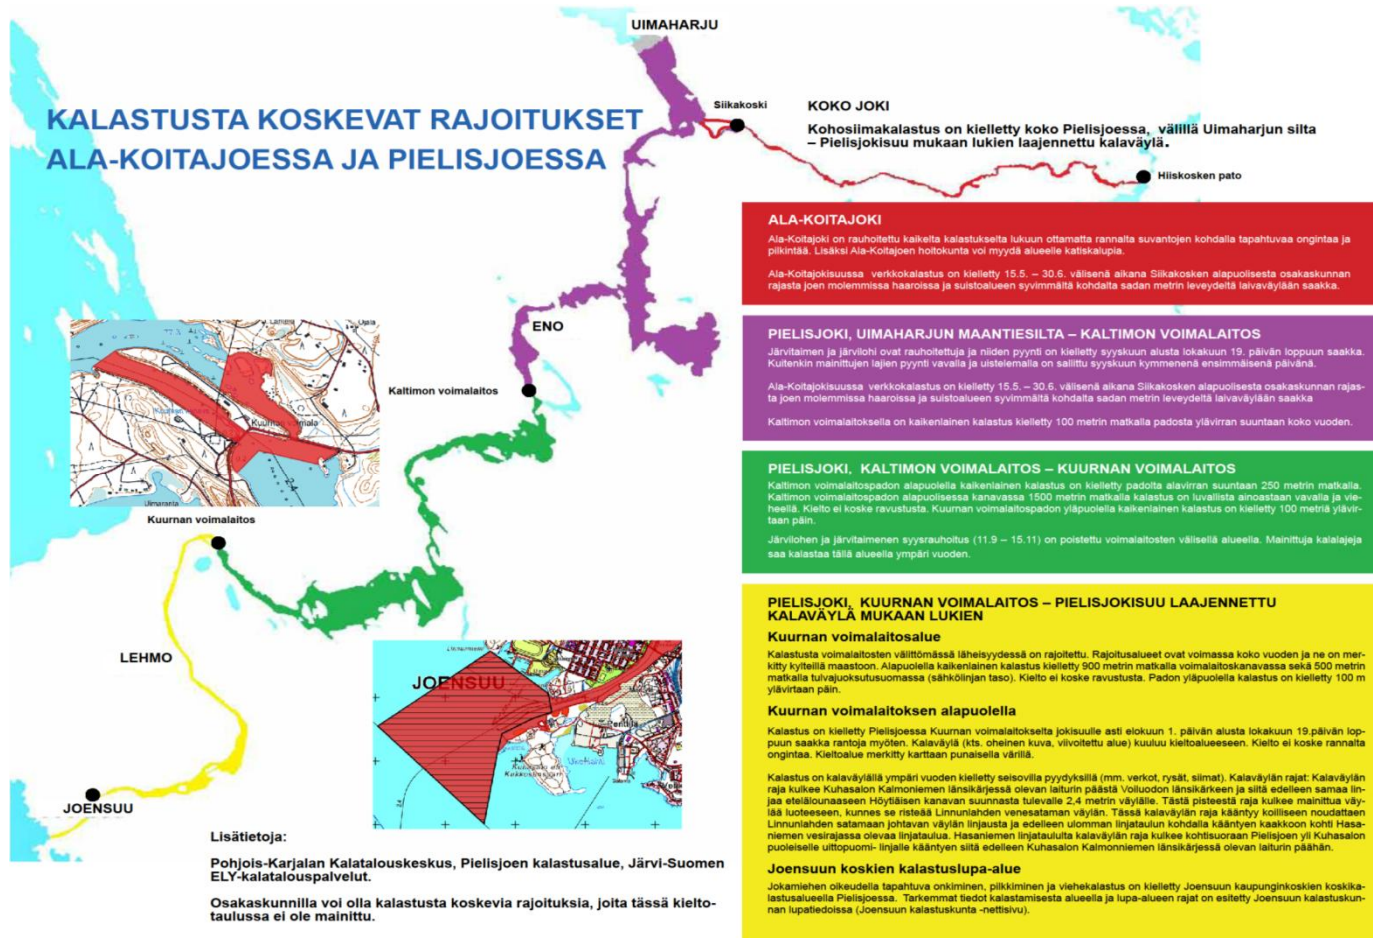 UIMAHARJU
KALASTUSTA KOSKEVAT RAJOITUKSET
ALA-KOITAJOESSA JA PIELISJOESSA
Siikakoski
KOKO JOKI
Kohosiimakalastus on kielletty koko Pielisjoessa, välillä Uimaharjun silta
– Pielisjokisuu mukaan lukien laajennettu kalaväylä.
Hiiskosken pato
ALA-KOITAJOKI
Ala-Koitajoki on rauhoitettu kaikelta kalastukselta lukuun ottamatta rannalta suvantojen kohdalla tapahtuvaa ongintaa ja
pilkintää. Lisäksi Ala-Koitajoen hoitokunta voi myydä alueelle katiskalupia.
Ala-Koitajokisuussa verkkokalastus on kielletty 15.5. – 30.6. välisenä aikana Siikakosken alapuolisesta osakaskunnan
rajasta joen molemmissa haaroissa ja suistoalueen syvimmältä kohdalta sadan metrin leveydeltä laivaväylään saakka.
ENO
Kaltimon voimalaitos
PIELISJOKI, UIMAHARJUN MAANTIESILTA – KALTIMON VOIMALAITOS
Järvitaimen ja järvilohi ovat rauhoitettuja ja niiden pyynti on kielletty syyskuun alusta lokakuun 19. päivän loppuun saakka.
Kuitenkin mainittujen lajien pyynti vavalla ja uistelemalla on sallittu syyskuun kymmenenä ensimmäisenä päivänä.
Ala-Koitajokisuussa verkkokalastus on kielletty 15.5. – 30.6. välisenä aikana Siikakosken alapuolisesta osakaskunnan rajas-
ta joen molemmissa haaroissa ja suistoalueen syvimmältä kohdalta sadan metrin leveydeltä laivaväylään saakka
Kaltimon voimalaitoksella on kaikenlainen kalastus kielletty 100 metrin matkalla padosta ylävirran suuntaan koko vuoden.
PIELISJOKI, KALTIMON VOIMALAITOS – KUURNAN VOIMALAITOS
Kaltimon voimalaitospadon alapuolella kaikenlainen kalastus on kielletty padolta alavirran suuntaan 250 metrin matkalla.
Kaltimon voimalaitospadon alapuolisessa kanavassa 1500 metrin matkalla kalastus on luvallista ainoastaan vavalla ja vie-
heellä. Kielto ei koske ravustusta. Kuurnan voimalaitospadon yläpuolella kaikenlainen kalastus on kielletty 100 metriä ylävir-
taan päin.
Järvilohen ja järvitaimenen syysrauhoitus (11.9 – 15.11) on poistettu voimalaitosten välisellä alueella. Mainittuja kalalajeja
saa kalastaa tällä alueella ympäri vuoden.
Kuurnan voimala
Uimaranta
Kuurnan voimalaitos
LEHMO
JOENSUU
JOENSUU
Penttilä
PIELISJOKI, KUURNAN VOIMALAITOS – PIELISJOKISUU LAAJENNETTU
KALAVÄYLÄ MUKAAN LUKIEN
Kuurnan voimalaitosalue
Kalastusta voimalaitosten välittömässä läheisyydessä on rajoitettu. Rajoitusalueet ovat voimassa koko vuoden ja ne on mer-
kitty kylteillä maastoon. Alapuolella kaikenlainen kalastus kielletty 900 metrin matkalla voimalaitoskanavassa sekä 500 metrin
matkalla tulvajuoksutusuomassa (sähkölinjan taso). Kielto ei koske ravustusta. Padon yläpuolella kalastus on kielletty 100 m
ylävirtaan päin.
Kuurnan voimalaitoksen alapuolella
Kalastus on kielletty Pielisjoessa Kuurnan voimalaitokselta jokisuulle asti elokuun 1. päivän alusta lokakuun 19.päivän lop-
puun saakka rantoja myöten. Kalaväylä (kts. oheinen kuva, viivoitettu alue) kuuluu kieltoalueeseen. Kielto ei koske rannalta
ongintaa. Kieltoalue merkitty karttaan punaisella värillä.
Kalastus on kalaväylällä ympäri vuoden kielletty seisovilla pyydyksillä (mm. verkot, rysät, siimat). Kalaväylän rajat: Kalaväylän
raja kulkee Kuhasalon Kalmoniemen länsikärjessä olevan laiturin päästä Volluodon länsikärkeen ja siitä edelleen samaa lin-
jaa etelälounaaseen Höytiäisen kanavan suunnasta tulevalle 2,4 metrin väylälle. Tästä pisteestä raja kulkee mainittua väy-
lää luoteeseen, kunnes se risteää Linnunlahden venesataman väylän. Tässä kalaväylän raja kääntyy koilliseen noudattaen
Linnunlahden satamaan johtavan väylän linjausta ja edelleen ulomman linjataulun kohdalla kääntyen kaakkoon kohti Hasa-
niemen vesirajassa olevaa linjataulua. Hasaniemen linjataululta kalaväylän raja kulkee kohtisuoraan Pielisjoen yli Kuhasalon
puoleiselle uittopuomi- linjalle kääntyen siitä edelleen Kuhasalon Kalmonniemen länsikärjessä olevan laiturin päähän.
Joensuun koskien kalastuslupa-alue
Jokamiehen oikeudella tapahtuva onkiminen, pilkkiminen ja viehekalastus on kielletty Joensuun kaupunginkoskien koskika-
lastusalueella Pielisjoessa. Tarkemmat tiedot kalastamisesta alueella ja lupa-alueen rajat on esitetty Joensuun kalastuskun-
nan lupatiedoissa (Joensuun kalastuskunta -nettisivu).
Lisätietoja:
Pohjois-Karjalan Kalatalouskeskus, Pielisjoen kalastusalue, Järvi-Suomen
ELY-kalatalouspalvelut.
Osakaskunnilla voi olla kalastusta koskevia rajoituksia, joita tässä kielto-
taulussa ei ole mainittu.